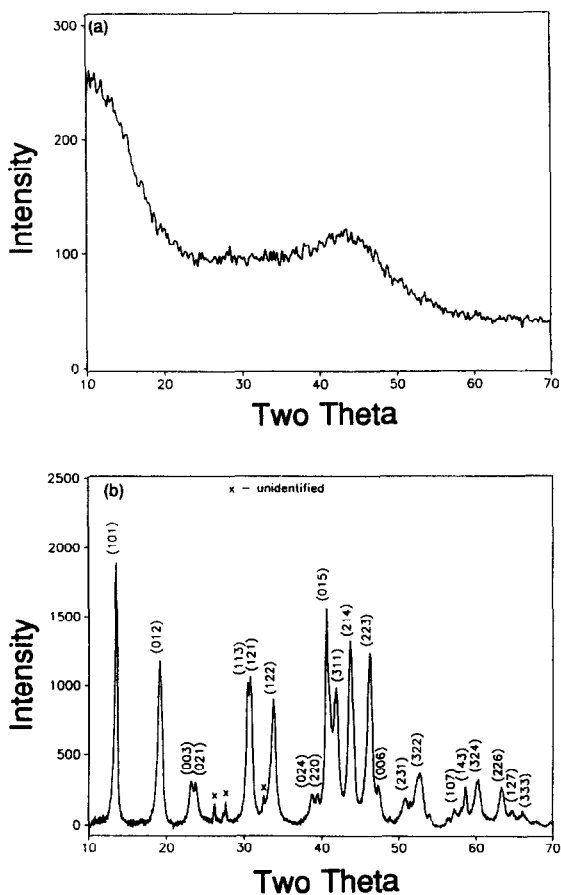 (a)
300
200
100
0
Intensity
10 20 30 40 50 60 70
Two Theta
(b)
x – unidentified
2500
2000
1500
1000
500
0
Intensity
(101)
(012)
(003)
(021)
x
x
(113)
(121)
x
(122)
(024)
(220)
(015)
(311)
(214)
(223)
(006)
(231)
(322)
(107)
(143)
(324)
(226)
(127)
(333)
10 20 30 40 50 60 70
Two Theta